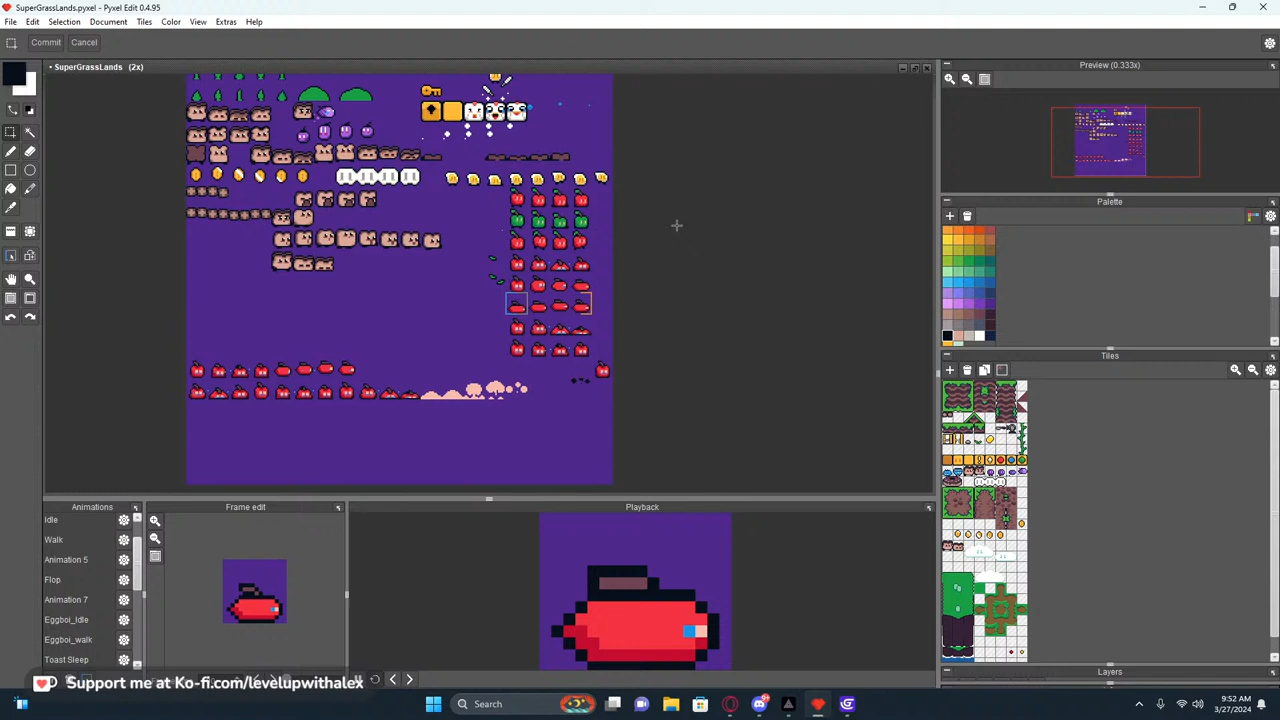 SuperGrassLands.pyxel - Pyxel Edit 0.4.95
File Edit Selection Document Tiles Color View Extras Help
Commit Cancel
• SuperGrassLands (2x)
Preview (0.333x)
Palette
Tiles
Animations
Frame edit
Playback
Idle
Walk
Animation 5
Flop
Animation 7
Eggboi_Idle
Eggboi_walk
Toast Sleep
Layers
Support me at Ko-fi.com/levelupwithalex
Search
9:52 AM
3/27/2024